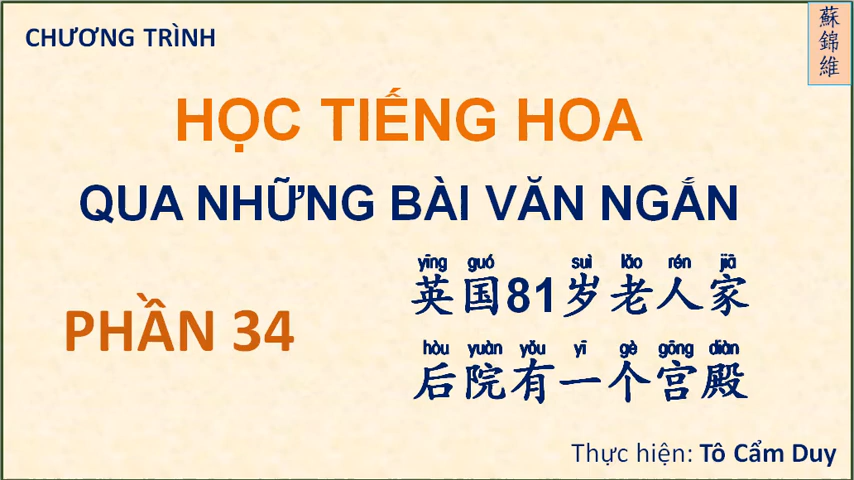 CHƯƠNG TRÌNH
蘇錦維
HỌC TIẾNG HOA
QUA NHỮNG BÀI VĂN NGẮN
PHẦN 34
yīng guó suì lǎo rén jiā
英国81岁老人家
hòu yuàn yǒu yī gè gōng diàn
后院有一个宫殿
Thực hiện: Tô Cẩm Duy